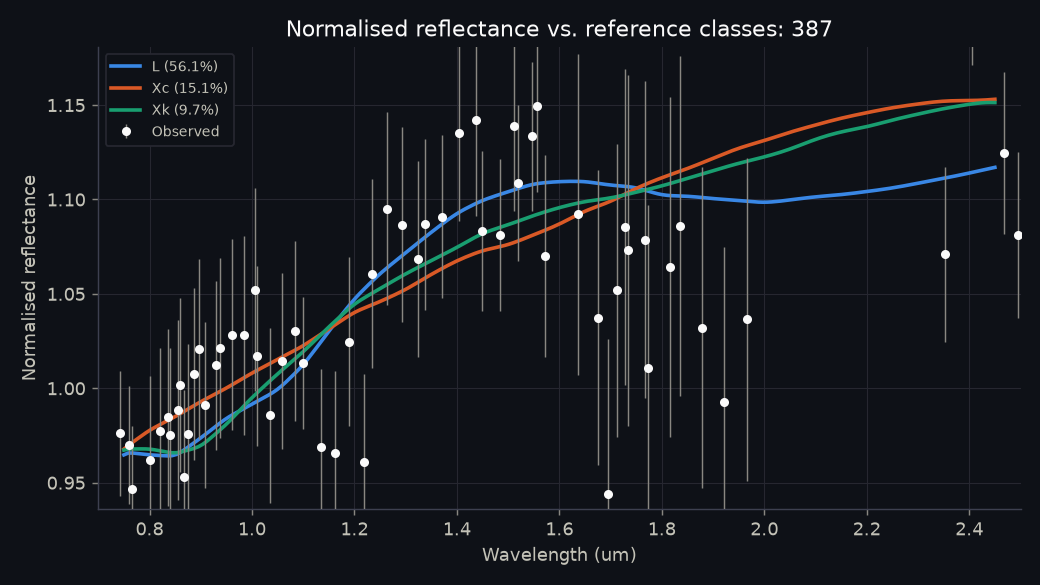 Normalised reflectance vs. reference classes: 387
L (56.1%)
Xc (15.1%)
Xk (9.7%)
Observed
Normalised reflectance
1.15
1.10
1.05
1.00
0.95
0.8 1.0 1.2 1.4 1.6 1.8 2.0 2.2 2.4
Wavelength (um)